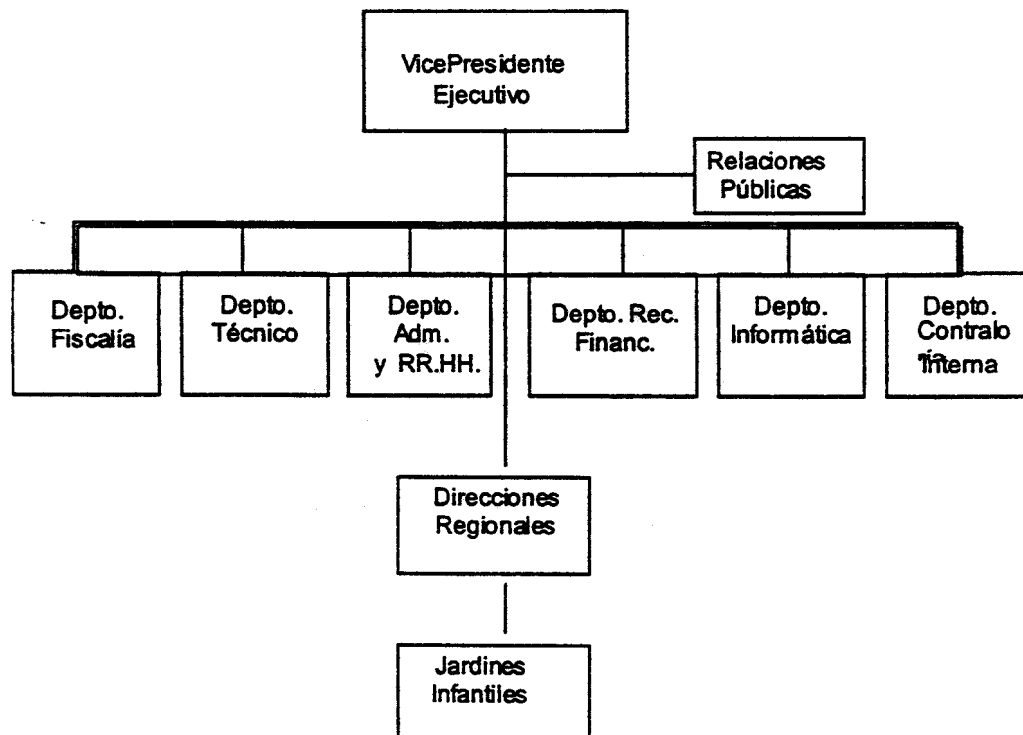 VicePresidente
Ejecutivo
Relaciones
Públicas
Depto.
Fiscalía
Depto.
Técnico
Depto.
Adm.
y RR.HH.
Depto. Rec.
Financ.
Depto.
Informática
Depto.
Contralo
ría
Interna
Direcciones
Regionales
Jardines
Infantiles